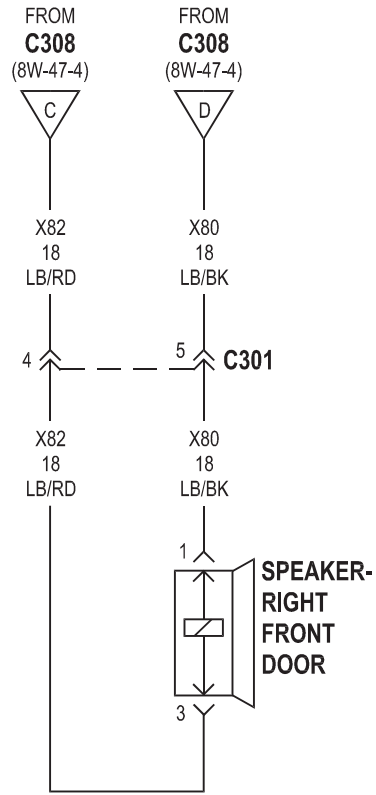 FROM
C308
(8W-47-4)
C
FROM
C308
(8W-47-4)
D
X82
18
LB/RD
X80
18
LB/BK
4
5
C301
X82
18
LB/RD
X80
18
LB/BK
1
SPEAKER-
RIGHT
FRONT
DOOR
3